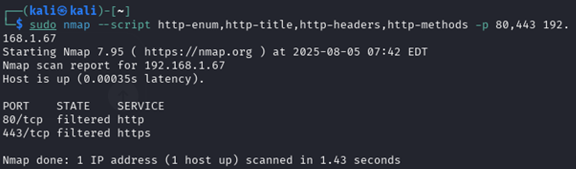 ┌──(kali㉿kali)-[~]
└─$ sudo nmap --script http-enum,http-title,http-headers,http-methods -p 80,443 192.
168.1.67
Starting Nmap 7.95 ( https://nmap.org ) at 2025-08-05 07:42 EDT
Nmap scan report for 192.168.1.67
Host is up (0.00035s latency).
PORT    STATE    SERVICE
80/tcp  filtered http
443/tcp filtered https
Nmap done: 1 IP address (1 host up) scanned in 1.43 seconds